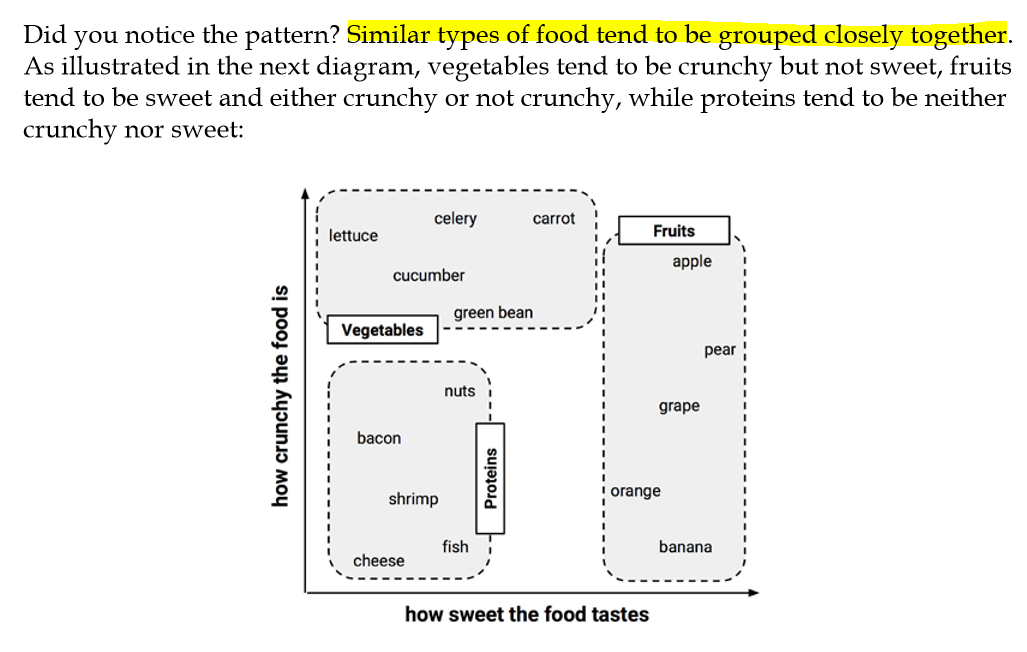 Did you notice the pattern? Similar types of food tend to be grouped closely together.
As illustrated in the next diagram, vegetables tend to be crunchy but not sweet, fruits
tend to be sweet and either crunchy or not crunchy, while proteins tend to be neither
crunchy nor sweet:
celery
carrot
lettuce
Fruits
apple
cucumber
green bean
Vegetables
pear
nuts
grape
bacon
Proteins
shrimp
orange
fish
banana
cheese
how crunchy the food is
how sweet the food tastes